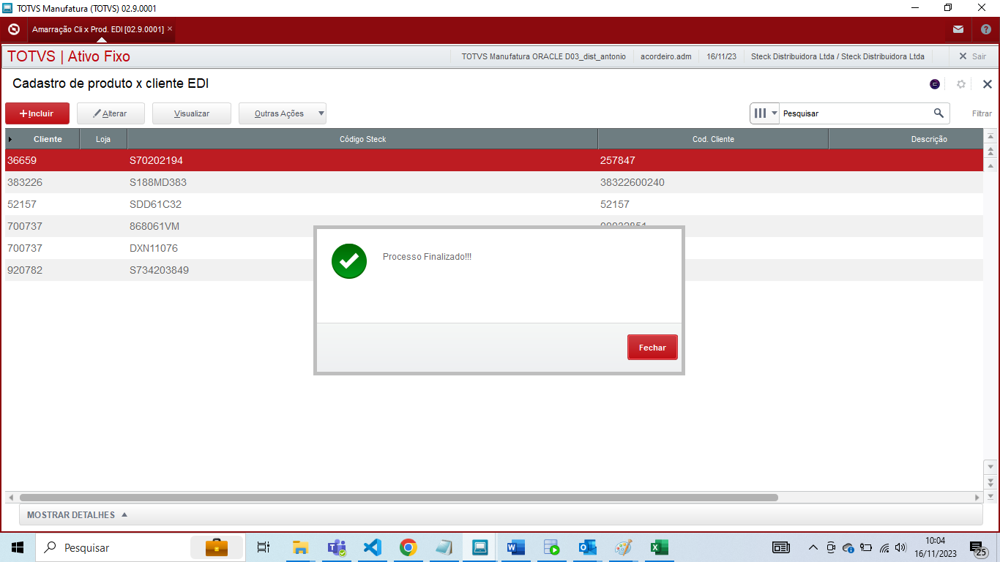 TOTVS Manufatura (TOTVS) 02.9.0001
Amarração Cli x Prod. EDI [02.9.0001]
TOTVS | Ativo Fixo
TOTVS Manufatura ORACLE D03_dist_antonio
acordeiro.adm
16/11/23
Steck Distribuidora Ltda / Steck Distribuidora Ltda
Sair
Cadastro de produto x cliente EDI
Incluir
Alterar
Visualizar
Outras Ações
Pesquisar
Filtrar
Cliente Loja Código Steck Cod. Cliente Descrição
36659 S70202194 257847
383226 S188MD383 38322600240
52157 SDD61C32 52157
700737 868061VM
700737 DXN11076
920782 S734203849
Processo Finalizado!!!
Fechar
MOSTRAR DETALHES
Pesquisar
10:04
16/11/2023
25